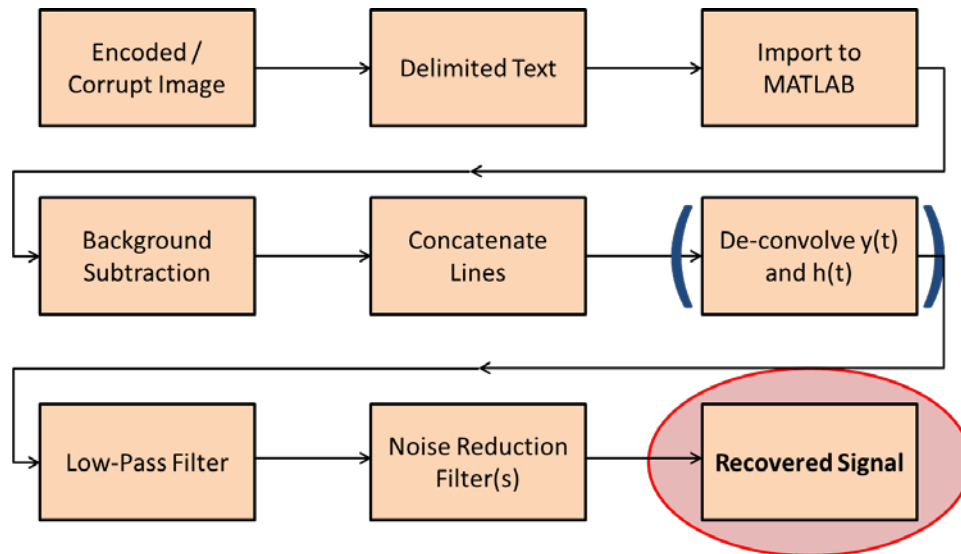 Encoded /
Corrupt Image
Delimited Text
Import to
MATLAB
Background
Subtraction
Concatenate
Lines
De-convolve y(t)
and h(t)
Low-Pass Filter
Noise Reduction
Filter(s)
Recovered Signal